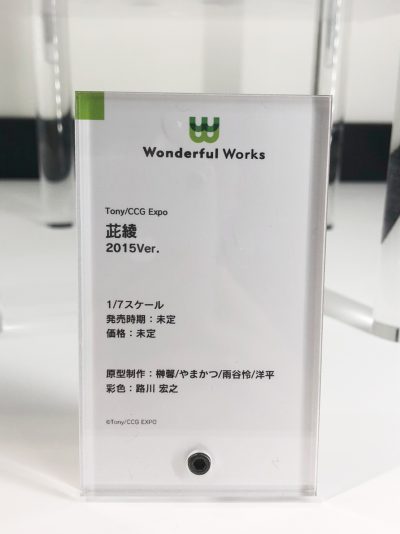 Wonderful Works
Tony/CCG Expo
茈綾
2015Ver.
1/7スケール
発売時期：未定
価格：未定
原型制作：榊馨/やまかつ/雨谷怜/洋平
彩色：路川 宏之
©Tony/CCG EXPO